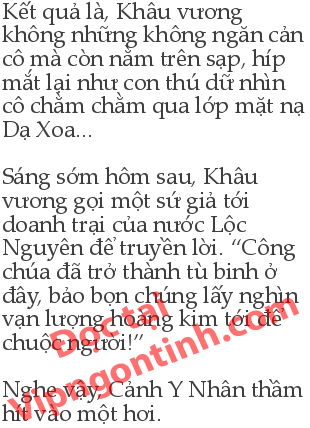 Kết quả là, Khâu vương
không những không ngăn cản
cô mà còn nằm trên sạp, híp
mắt lại như con thú dữ nhìn
cô chằm chằm qua lớp mặt nạ
Dạ Xoa...
Sáng sớm hôm sau, Khâu
vương gọi một sứ giả tới
doanh trại của nước Lộc
Nguyên để truyền lời. “Công
chúa đã trở thành tù binh ở
đây, bảo bọn chúng lấy nghìn
vạn lượng hoàng kim tới để
chuộc người!”
Nghe vậy, Cảnh Y Nhân thầm
hít vào một hơi.
Đọc tại
Vipngontinh.com